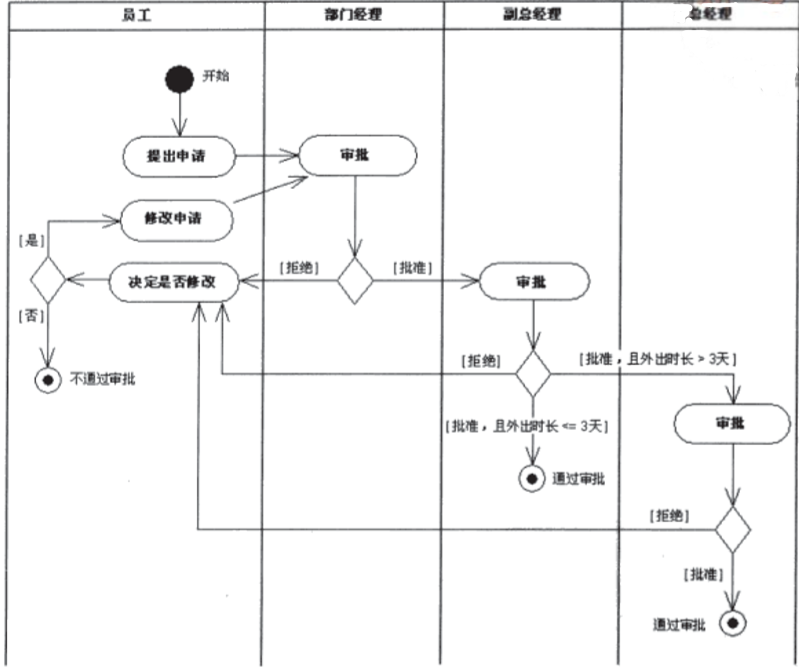 员工
部门经理
副总经理
总经理
开始
提出申请
审批
修改申请
[是]
决定是否修改
[拒绝]
[批准]
审批
[否]
不通过审批
[拒绝]
[批准，且外出时长 > 3天]
审批
[批准，且外出时长 <= 3天]
通过审批
[拒绝]
[批准]
通过审批